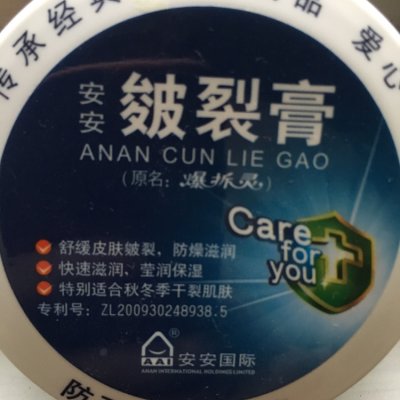 传承经典
品 爱心
安安
皴裂膏
ANAN CUN LIE GAO
(原名：爆拆灵)
Care
for
you
舒缓皮肤皴裂，防燥滋润
快速滋润，莹润保湿
特别适合秋冬季干裂肌肤
专利号：ZL200930248938.5
AAI
®
安安国际
ANAN INTERNATIONAL HOLDINGS LIMITED
防